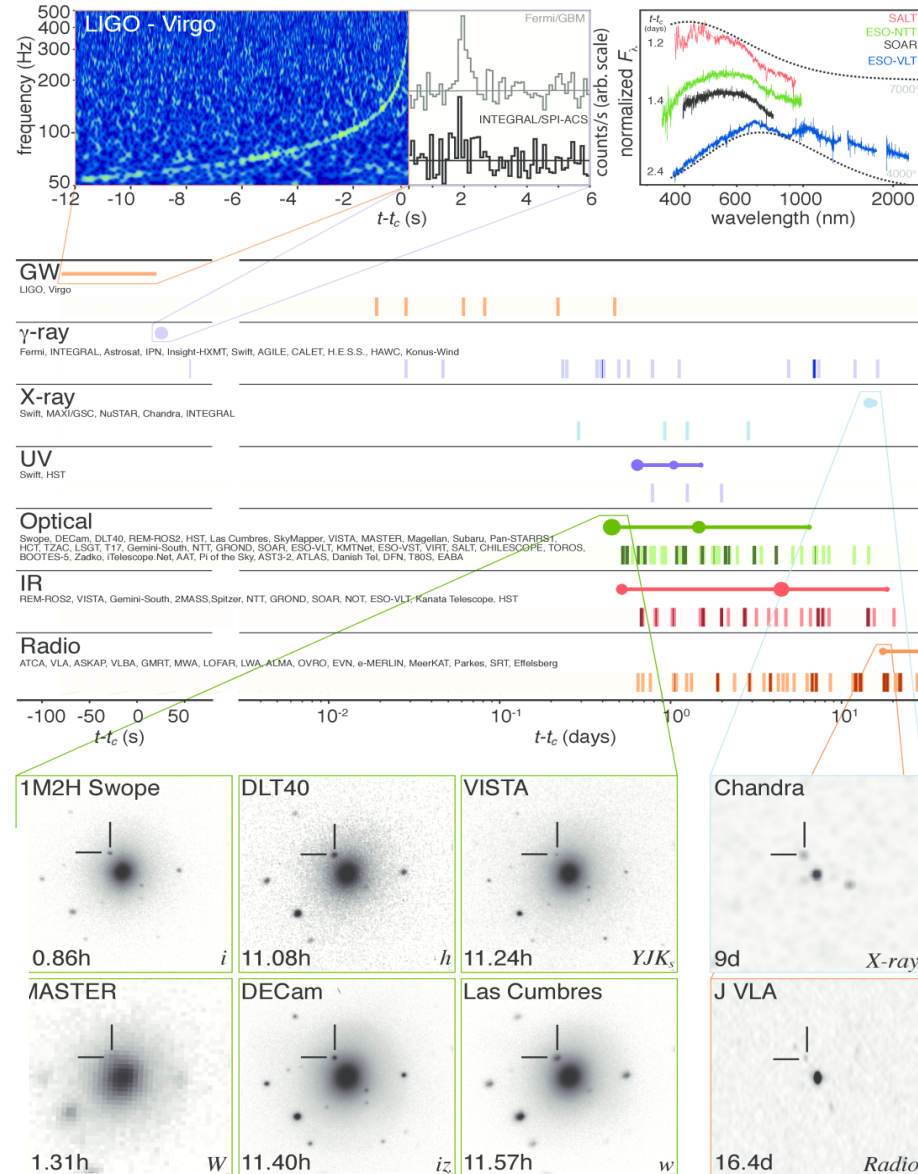 LIGO - Virgo
frequency (Hz)
500
400
300
200
100
50
-12 -10 -8 -6 -4 -2 0 2 4 6
t-t_c (s)
Fermi/GBM
INTEGRAL/SPI-ACS
counts/s (arb. scale)
normalized F_λ
t-t_c
(days)
1.2
1.4
2.4
SALT
ESO-NTT
SOAR
ESO-VLT
7000°
4000°
400 600 1000 2000
wavelength (nm)
GW
LIGO, Virgo
γ-ray
Fermi, INTEGRAL, Astrosat, IPN, Insight-HXMT, Swift, AGILE, CALET, H.E.S.S., HAWC, Konus-Wind
X-ray
Swift, MAXI/GSC, NuSTAR, Chandra, INTEGRAL
UV
Swift, HST
Optical
Swope, DECam, DLT40, REM-ROS2, HST, Las Cumbres, SkyMapper, VISTA, MASTER, Magellan, Subaru, Pan-STARRS1,
HCT, TZAC, LSGT, T17, Gemini-South, NTT, GROND, SOAR, ESO-VLT, KMTNet, ESO-VST, VIRT, SALT, CHILESCOPE, TOROS,
BOOTES-5, Zadko, iTelescope.Net, AAT, Pi of the Sky, AST3-2, ATLAS, Danish Tel, DFN, T80S, EABA
IR
REM-ROS2, VISTA, Gemini-South, 2MASS,Spitzer, NTT, GROND, SOAR, NOT, ESO-VLT, Kanata Telescope, HST
Radio
ATCA, VLA, ASKAP, VLBA, GMRT, MWA, LOFAR, LWA, ALMA, OVRO, EVN, e-MERLIN, MeerKAT, Parkes, SRT, Effelsberg
-100 -50 0 50 10⁻² 10⁻¹ 10⁰ 10¹
t-t_c (s) t-t_c (days)
1M2H Swope
0.86h i
DLT40
11.08h h
VISTA
11.24h YJK_s
Chandra
9d X-ray
MASTER
1.31h W
DECam
11.40h iz
Las Cumbres
11.57h w
J VLA
16.4d Radio